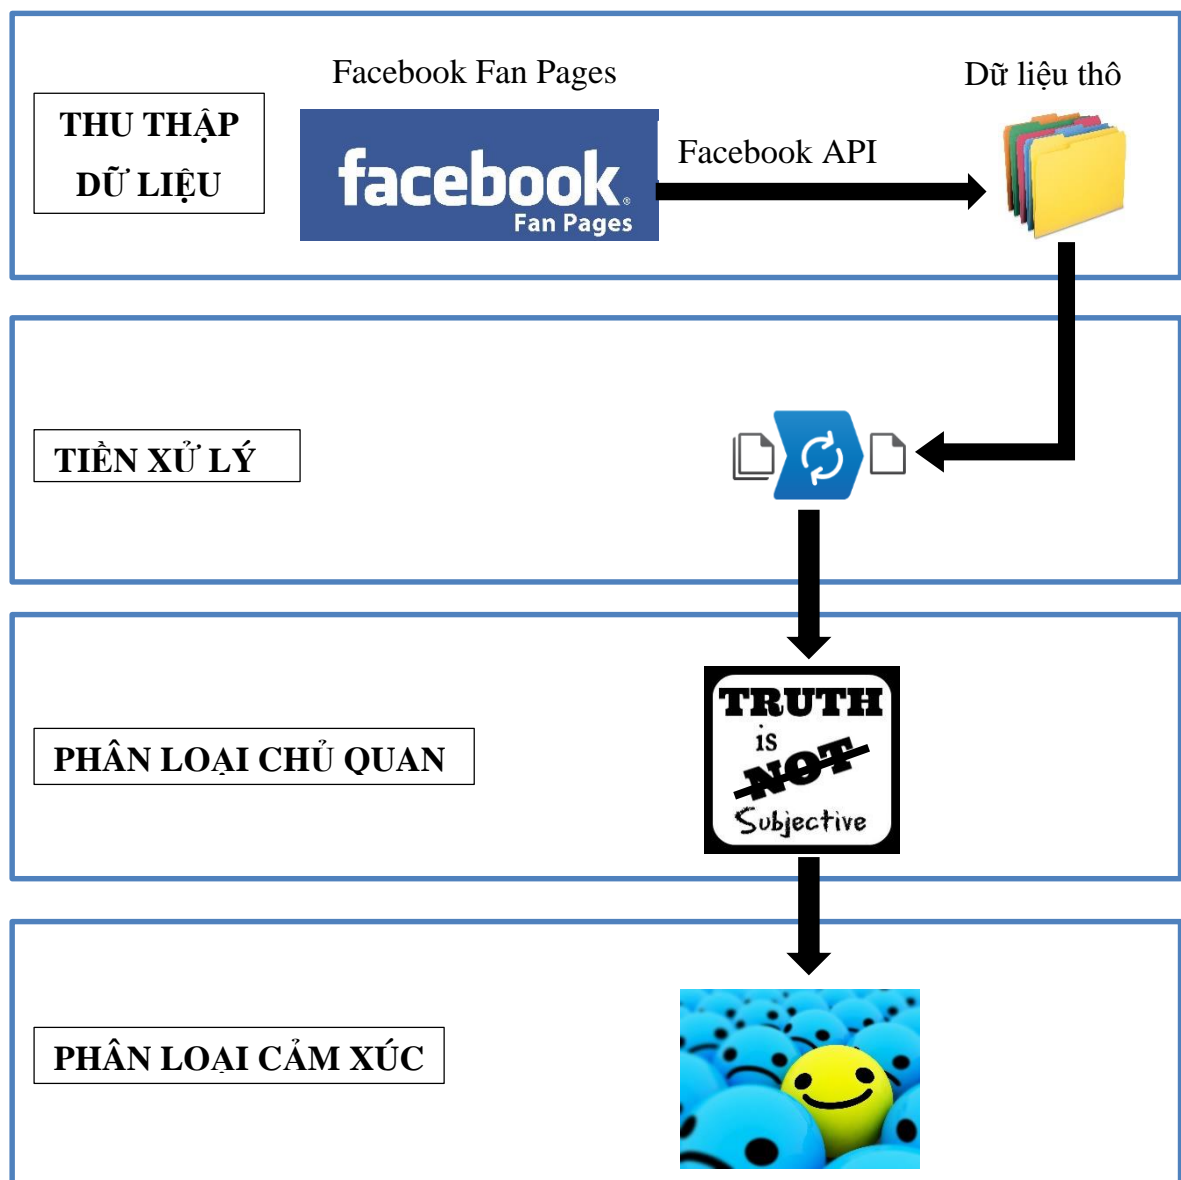 Facebook Fan Pages
Dữ liệu thô
THU THẬP
DỮ LIỆU
facebook®
Fan Pages
Facebook API
TIỀN XỬ LÝ
PHÂN LOẠI CHỦ QUAN
TRUTH
is
NOT
Subjective
PHÂN LOẠI CẢM XÚC